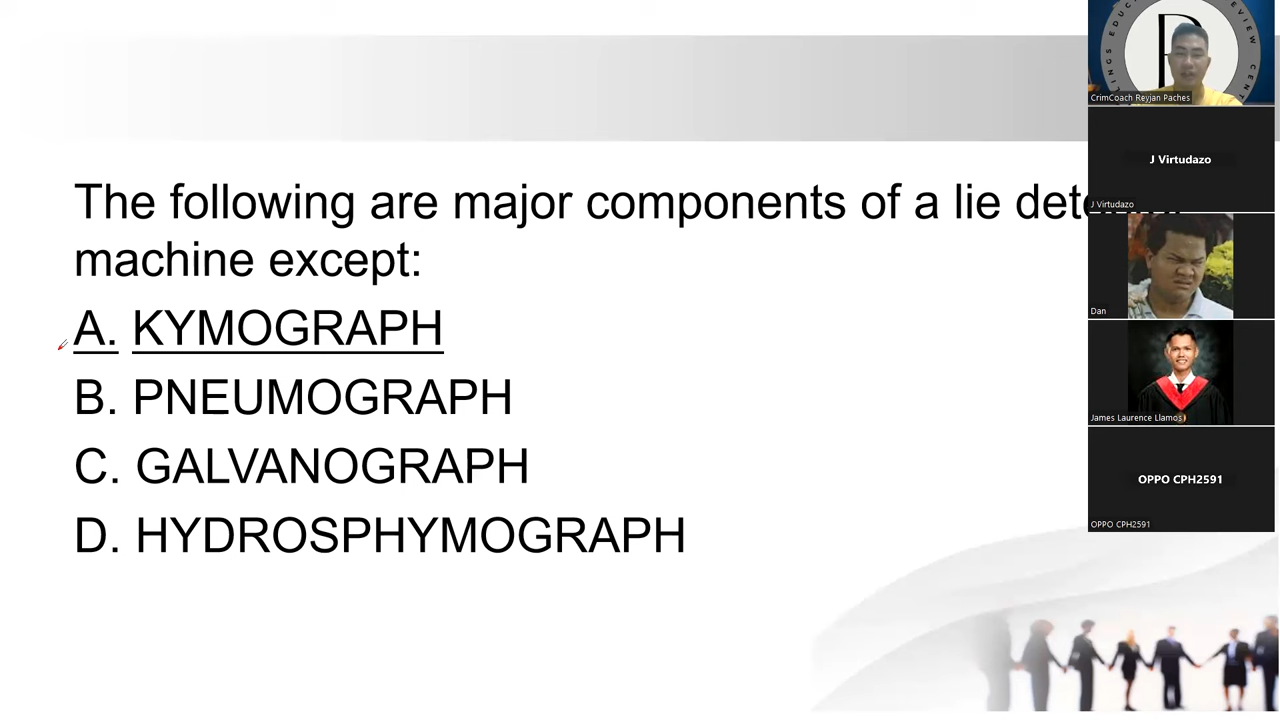 The following are major components of a lie
machine except:
A. KYMOGRAPH
B. PNEUMOGRAPH
C. GALVANOGRAPH
D. HYDROSPHYMOGRAPH
CrimCoach Reyjan Paches
J Virtudazo
J Virtudazo
Dan
James Laurence Llamos
OPPO CPH2591
OPPO CPH2591